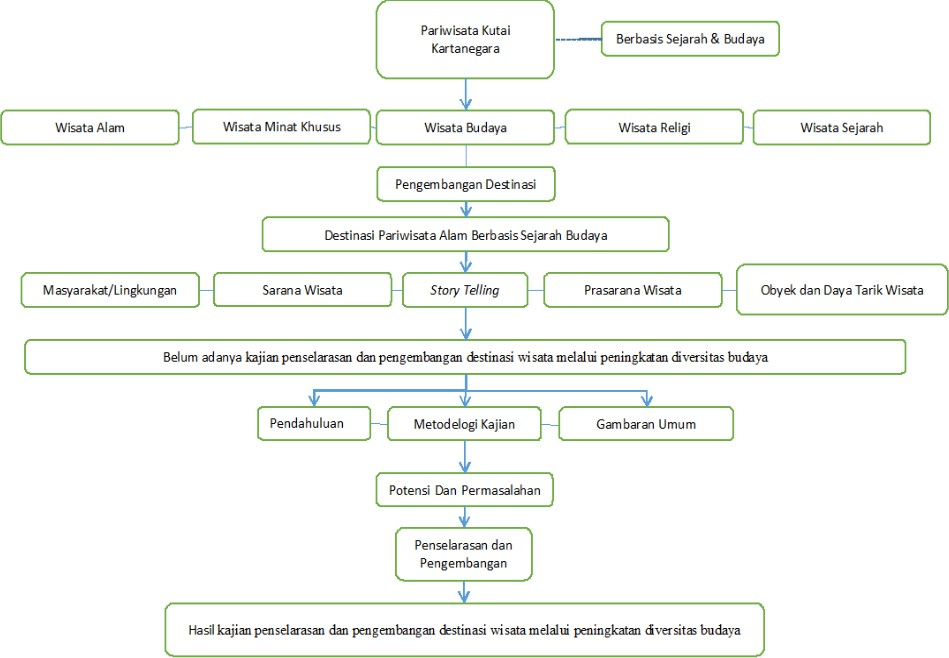 Pariwisata Kutai
Kartanegara
Berbasis Sejarah & Budaya
Wisata Alam
Wisata Minat Khusus
Wisata Budaya
Wisata Religi
Wisata Sejarah
Pengembangan Destinasi
Destinasi Pariwisata Alam Berbasis Sejarah Budaya
Masyarakat/Lingkungan
Sarana Wisata
Story Telling
Prasarana Wisata
Obyek dan Daya Tarik Wisata
Belum adanya kajian penselarasan dan pengembangan destinasi wisata melalui peningkatan diversitas budaya
Pendahuluan
Metodelogi Kajian
Gambaran Umum
Potensi Dan Permasalahan
Penselarasan dan
Pengembangan
Hasil kajian penselarasan dan pengembangan destinasi wisata melalui peningkatan diversitas budaya